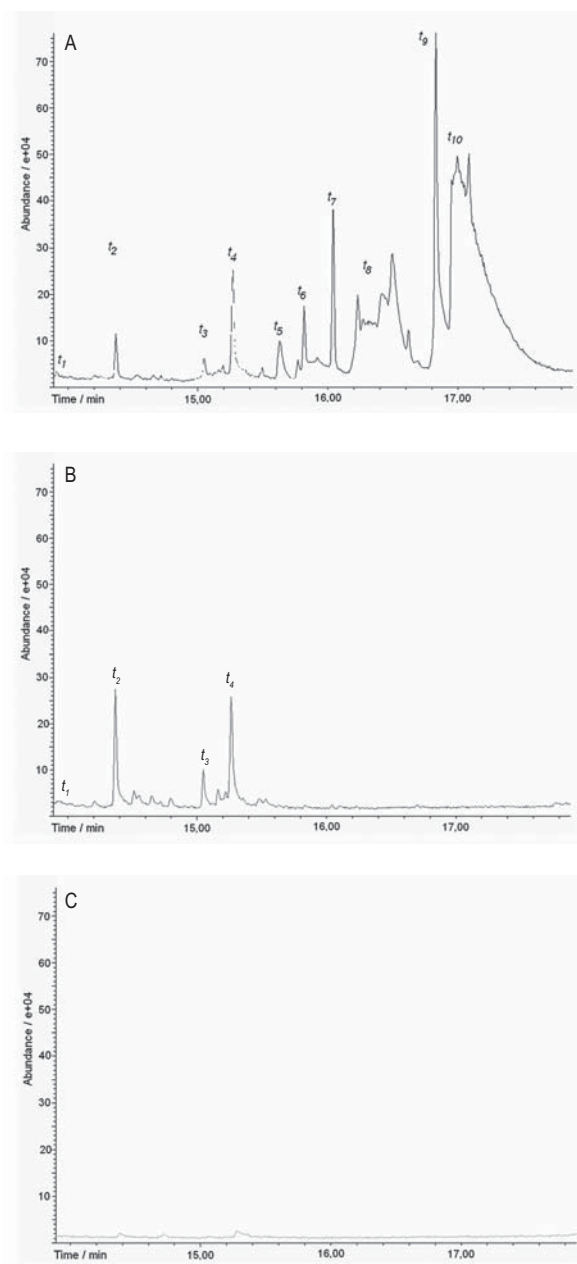 A
t9
70
60
t10
50
Abundance / e+04
40
t7
t2
t4
30
t8
t6
20
t3
t5
10
t1
Time / min
15,00
16,00
17,00
B
70
60
50
Abundance / e+04
40
30
t2
t4
20
t3
10
t1
Time / min
15,00
16,00
17,00
C
70
60
50
Abundance / e+04
40
30
20
10
Time / min
15,00
16,00
17,00